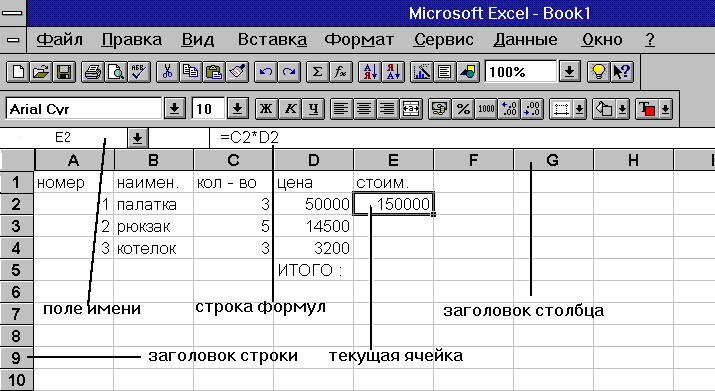 Microsoft Excel - Book1
Файл Правка Вид Вставка Формат Сервис Данные Окно ?
100%
Arial Cyr 10 Ж К Ч % 1000
E2 =C2*D2
A B C D E F G H I
1 номер наимен. кол - во цена стоим.
2 1 палатка 3 50000 150000
3 2 рюкзак 5 14500
4 3 котелок 3 3200
5 ИТОГО :
6
7 поле имени строка формул заголовок столбца
8
9 заголовок строки текущая ячейка
10